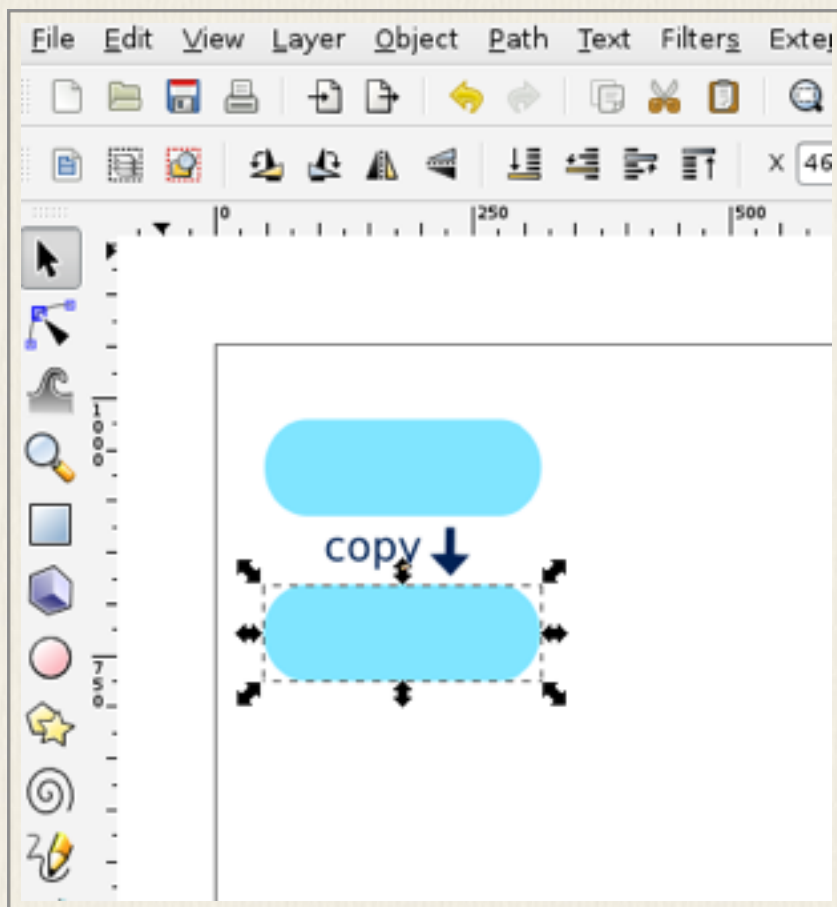 File Edit View Layer Object Path Text Filters Exte
X 46
0 250 500
1000
copy
750